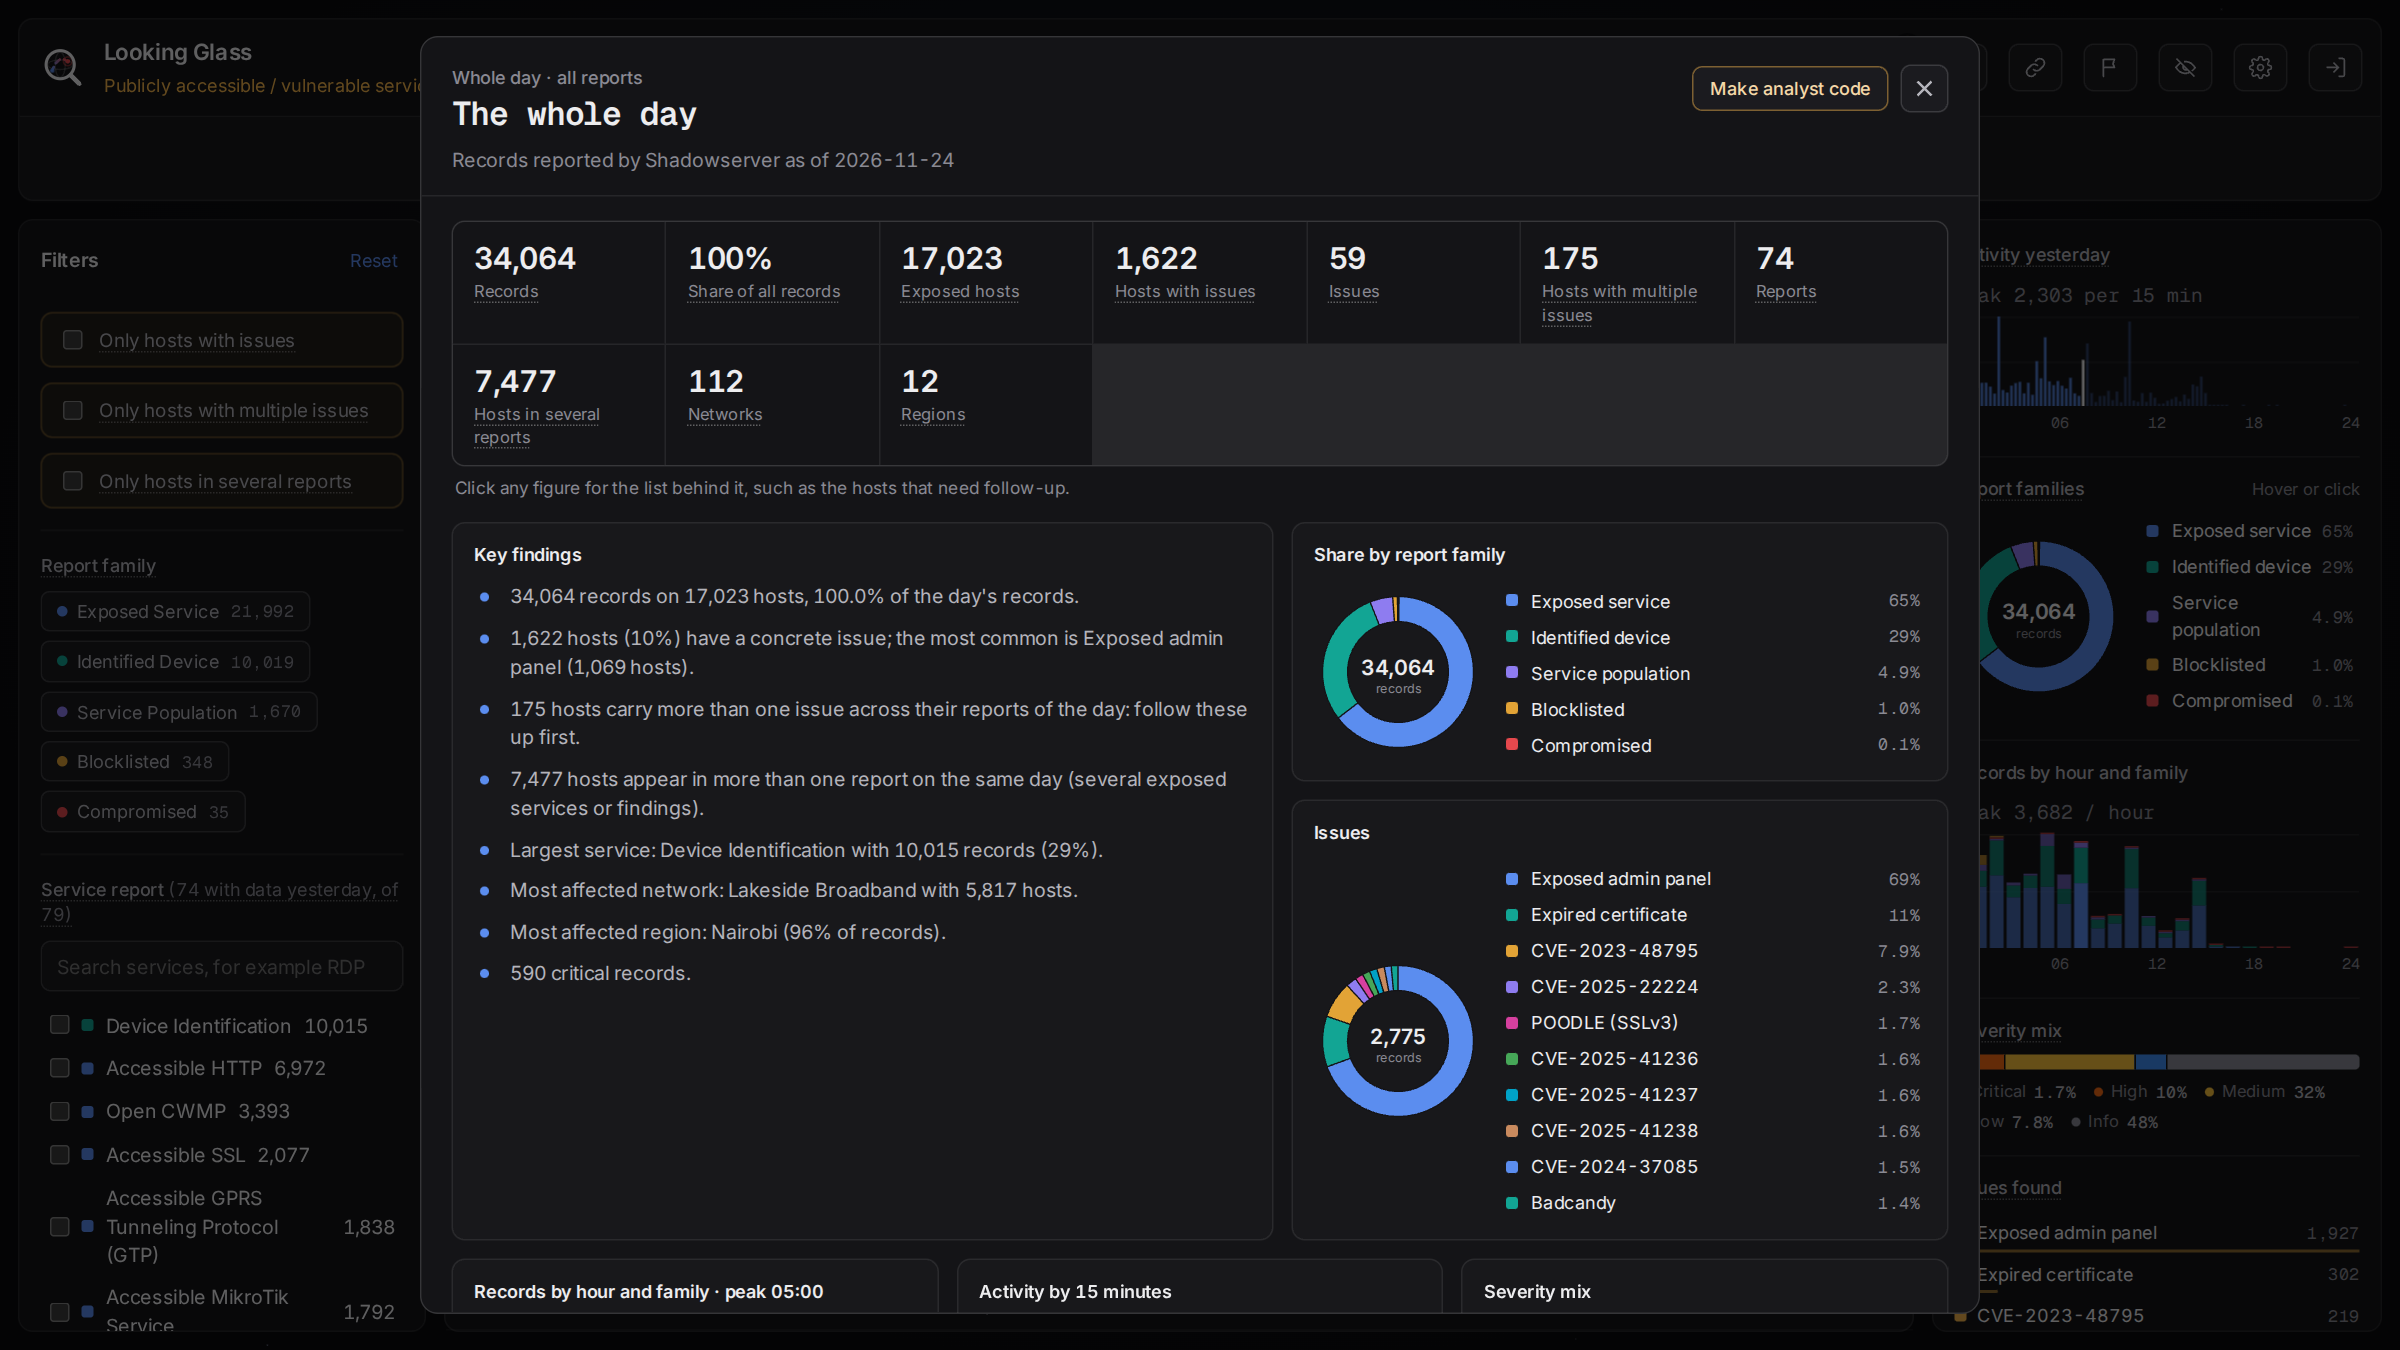 Looking Glass
Publicly accessible / vulnerable servi
Whole day · all reports
The whole day
Records reported by Shadowserver as of 2026-11-24
Make analyst code
Filters
Reset
Only hosts with issues
Only hosts with multiple issues
Only hosts in several reports
Report family
Exposed Service 21,992
Identified Device 10,019
Service Population 1,670
Blocklisted 348
Compromised 35
Service report (74 with data yesterday, of
79)
Search services, for example RDP
Device Identification 10,015
Accessible HTTP 6,972
Open CWMP 3,393
Accessible SSL 2,077
Accessible GPRS
Tunneling Protocol 1,838
(GTP)
Accessible MikroTik
Service 1,792
34,064
Records
100%
Share of all records
17,023
Exposed hosts
1,622
Hosts with issues
59
Issues
175
Hosts with multiple
issues
74
Reports
7,477
Hosts in several
reports
112
Networks
12
Regions
Click any figure for the list behind it, such as the hosts that need follow-up.
Key findings
34,064 records on 17,023 hosts, 100.0% of the day's records.
1,622 hosts (10%) have a concrete issue; the most common is Exposed admin
panel (1,069 hosts).
175 hosts carry more than one issue across their reports of the day: follow these
up first.
7,477 hosts appear in more than one report on the same day (several exposed
services or findings).
Largest service: Device Identification with 10,015 records (29%).
Most affected network: Lakeside Broadband with 5,817 hosts.
Most affected region: Nairobi (96% of records).
590 critical records.
Share by report family
34,064
records
Exposed service 65%
Identified device 29%
Service population 4.9%
Blocklisted 1.0%
Compromised 0.1%
Issues
2,775
records
Exposed admin panel 69%
Expired certificate 11%
CVE-2023-48795 7.9%
CVE-2025-22224 2.3%
POODLE (SSLv3) 1.7%
CVE-2025-41236 1.6%
CVE-2025-41237 1.6%
CVE-2025-41238 1.6%
CVE-2024-37085 1.5%
Badcandy 1.4%
Records by hour and family · peak 05:00
Activity by 15 minutes
Severity mix
tivity yesterday
ak 2,303 per 15 min
06 12 18 24
port families
Hover or click
34,064
records
Exposed service 65%
Identified device 29%
Service
population 4.9%
Blocklisted 1.0%
Compromised 0.1%
cords by hour and family
ak 3,682 / hour
06 12 18 24
verity mix
ritical 1.7% High 10% Medium 32%
ow 7.8% Info 48%
ues found
Exposed admin panel 1,927
Expired certificate 302
CVE-2023-48795 219